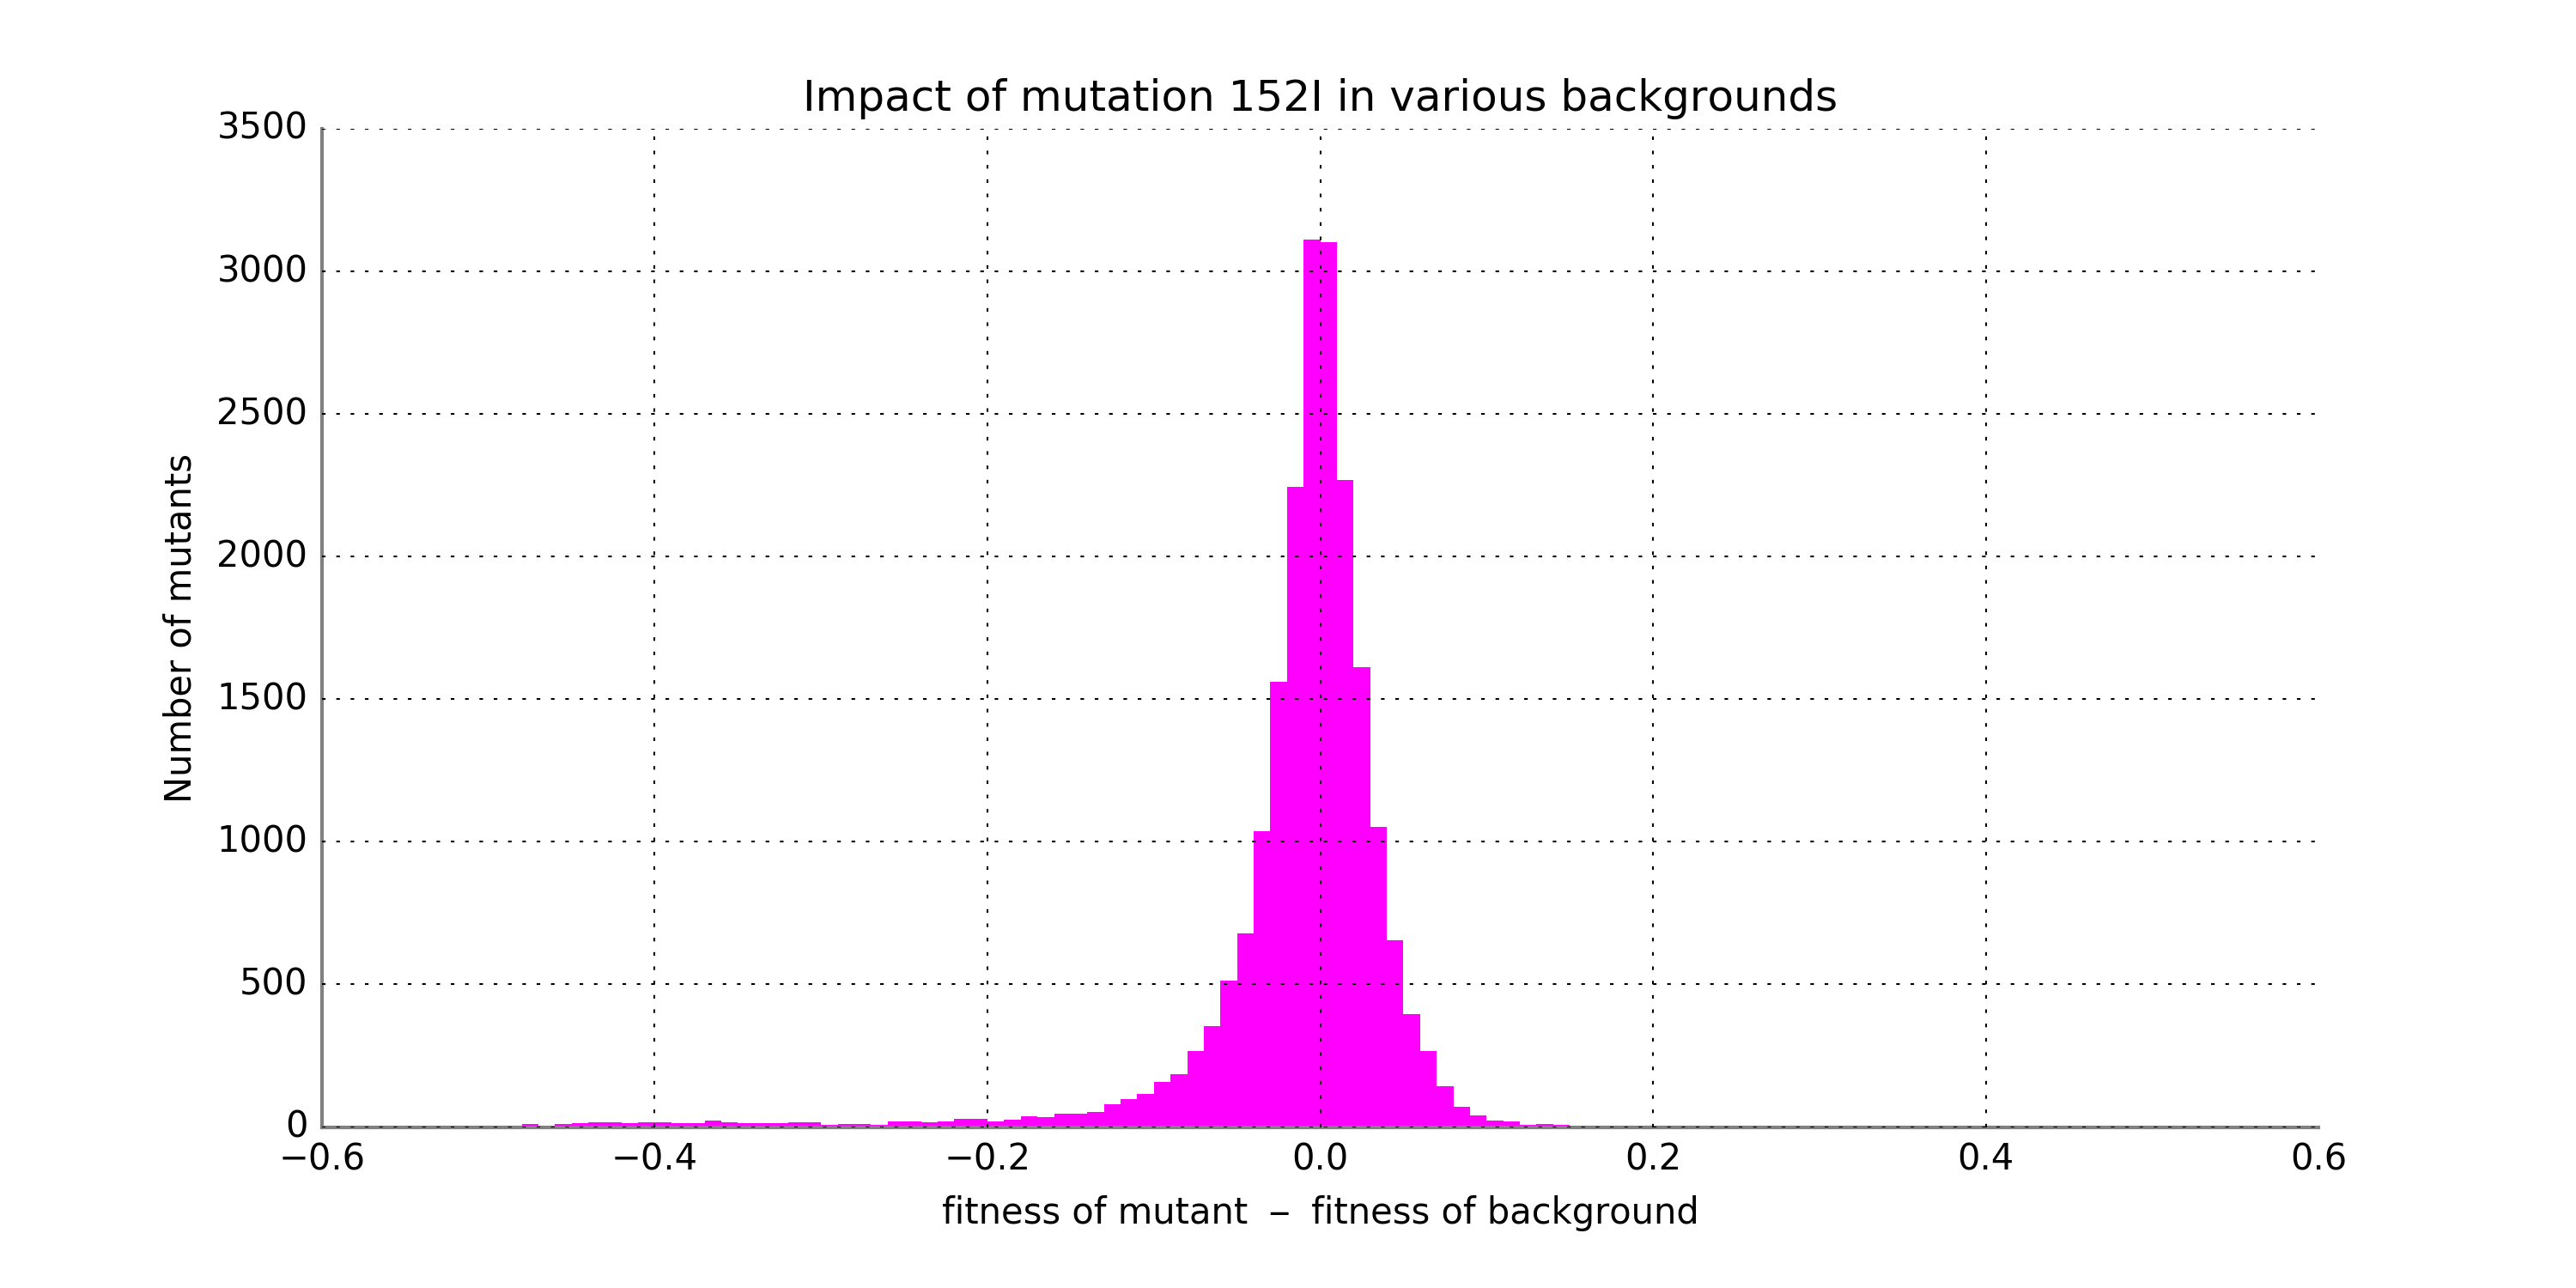 Impact of mutation 152I in various backgrounds
3500
3000
2500
2000
1500
1000
500
0
Number of mutants
−0.6 −0.4 −0.2 0.0 0.2 0.4 0.6
fitness of mutant − fitness of background